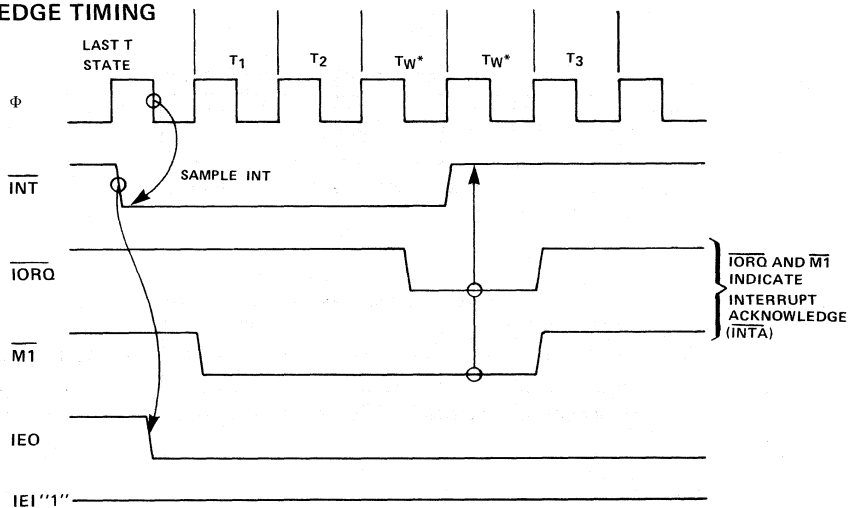 EDGE TIMING
LAST T
STATE
T1
T2
TW*
TW*
T3
Φ
INT
SAMPLE INT
IORQ
IORQ AND M1
INDICATE
INTERRUPT
ACKNOWLEDGE
(INTA)
M1
IEO
IEI "1"